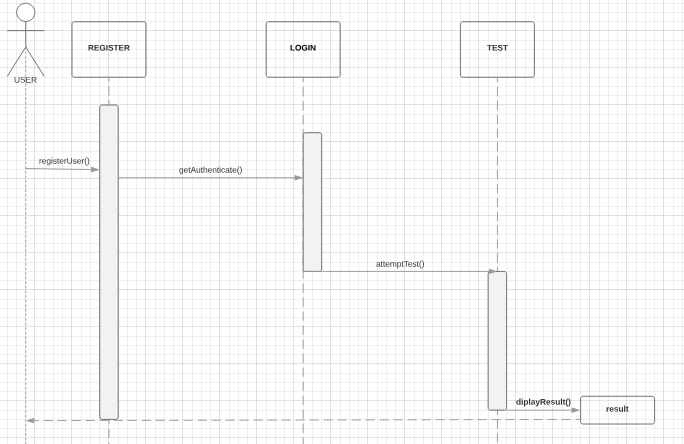 REGISTER
LOGIN
TEST
USER
registerUser()
getAuthenticate()
attemptTest()
diplayResult()
result